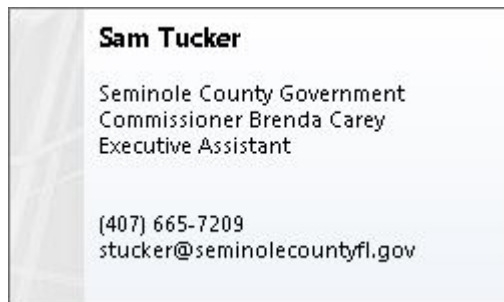 Sam Tucker
Seminole County Government
Commissioner Brenda Carey
Executive Assistant
(407) 665-7209
stucker@seminolecountyfl.gov